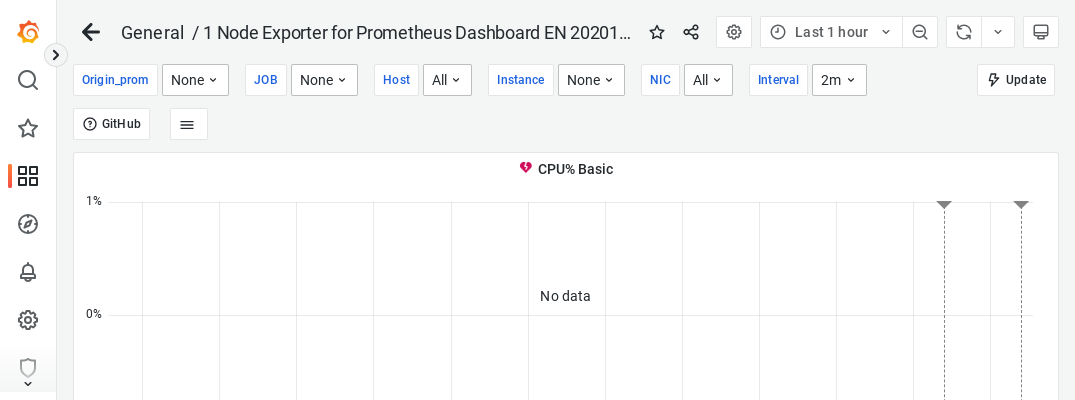 General / 1 Node Exporter for Prometheus Dashboard EN 20201... Last 1 hour
Origin_prom None JOB None Host All Instance None NIC All Interval 2m Update
GitHub
CPU% Basic
1%
No data
0%